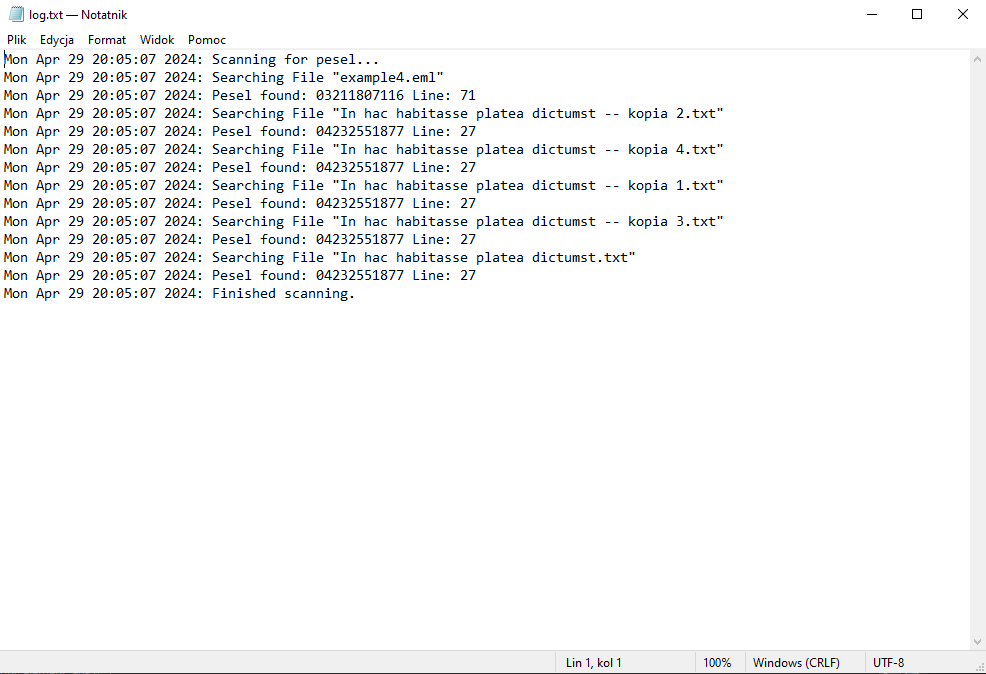 log.txt — Notatnik
Plik Edycja Format Widok Pomoc
Mon Apr 29 20:05:07 2024: Scanning for pesel...
Mon Apr 29 20:05:07 2024: Searching File "example4.eml"
Mon Apr 29 20:05:07 2024: Pesel found: 03211807116 Line: 71
Mon Apr 29 20:05:07 2024: Searching File "In hac habitasse platea dictumst -- kopia 2.txt"
Mon Apr 29 20:05:07 2024: Pesel found: 04232551877 Line: 27
Mon Apr 29 20:05:07 2024: Searching File "In hac habitasse platea dictumst -- kopia 4.txt"
Mon Apr 29 20:05:07 2024: Pesel found: 04232551877 Line: 27
Mon Apr 29 20:05:07 2024: Searching File "In hac habitasse platea dictumst -- kopia 1.txt"
Mon Apr 29 20:05:07 2024: Pesel found: 04232551877 Line: 27
Mon Apr 29 20:05:07 2024: Searching File "In hac habitasse platea dictumst -- kopia 3.txt"
Mon Apr 29 20:05:07 2024: Pesel found: 04232551877 Line: 27
Mon Apr 29 20:05:07 2024: Searching File "In hac habitasse platea dictumst.txt"
Mon Apr 29 20:05:07 2024: Pesel found: 04232551877 Line: 27
Mon Apr 29 20:05:07 2024: Finished scanning.
Lin 1, kol 1 100% Windows (CRLF) UTF-8